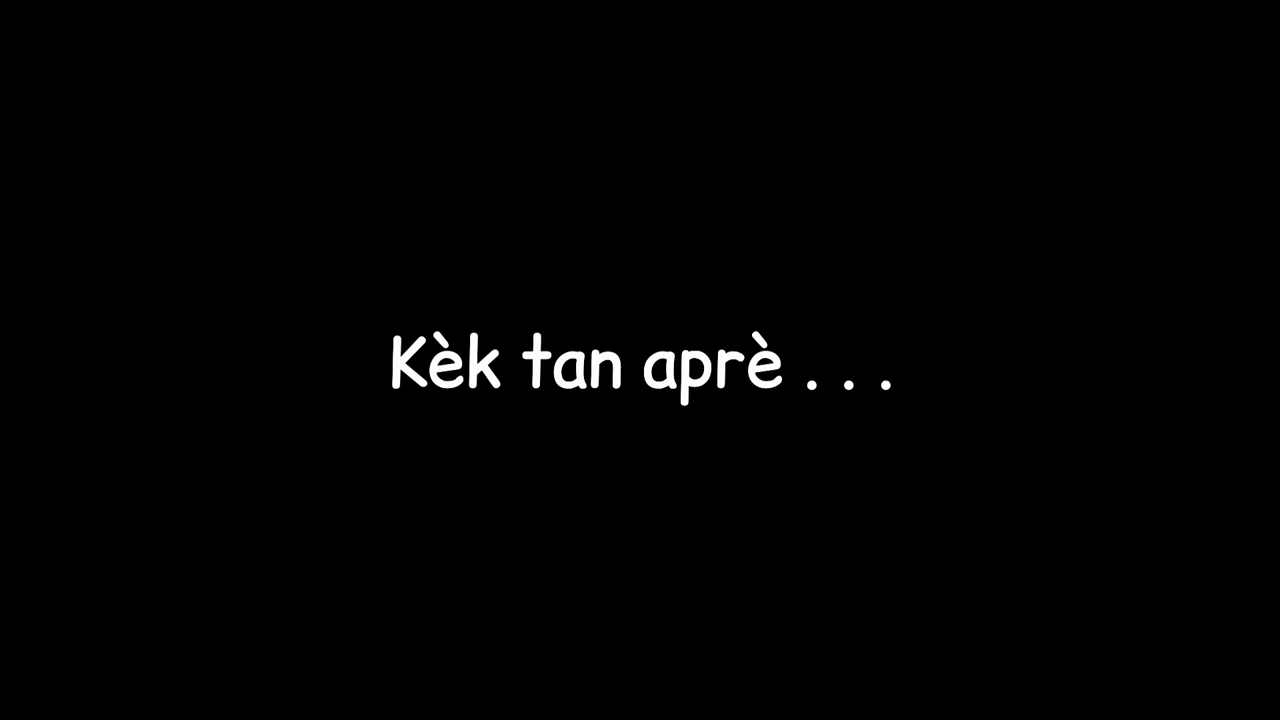 Kèk tan aprè . . .